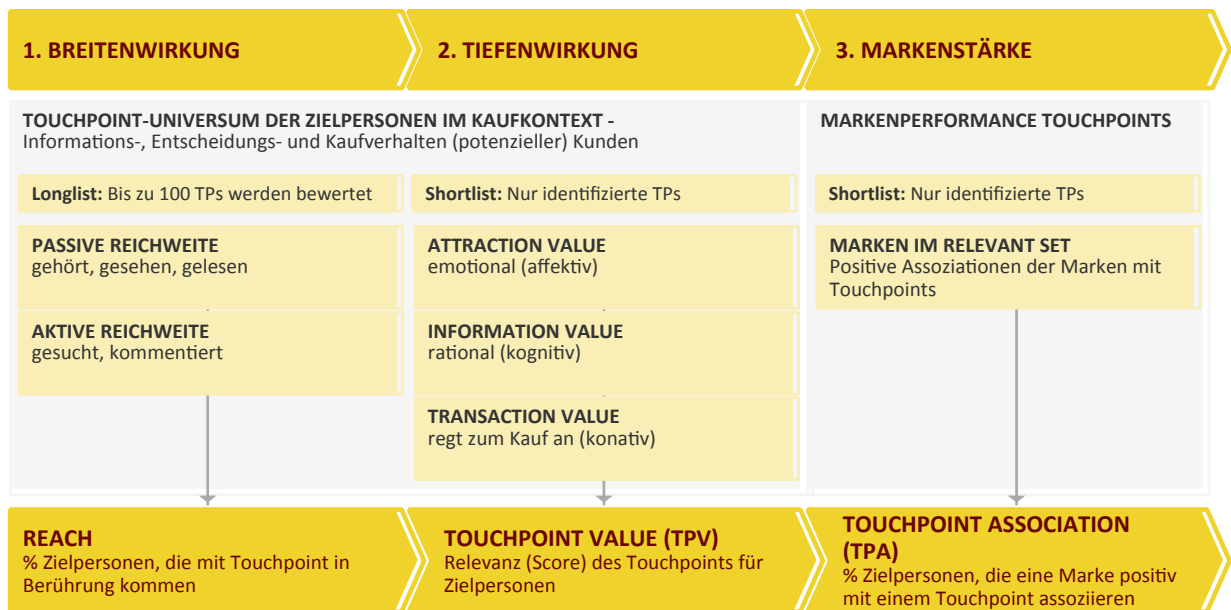 1. BREITENWIRKUNG
2. TIEFENWIRKUNG
3. MARKENSTÄRKE
TOUCHPOINT-UNIVERSUM DER ZIELPERSONEN IM KAUFKONTEXT -
Informations-, Entscheidungs- und Kaufverhalten (potenzieller) Kunden
MARKENPERFORMANCE TOUCHPOINTS
Longlist: Bis zu 100 TPs werden bewertet
Shortlist: Nur identifizierte TPs
Shortlist: Nur identifizierte TPs
PASSIVE REICHWEITE
gehört, gesehen, gelesen
ATTRACTION VALUE
emotional (affektiv)
MARKEN IM RELEVANT SET
Positive Assoziationen der Marken mit
Touchpoints
AKTIVE REICHWEITE
gesucht, kommentiert
INFORMATION VALUE
rational (kognitiv)
TRANSACTION VALUE
regt zum Kauf an (konativ)
REACH
% Zielpersonen, die mit Touchpoint in
Berührung kommen
TOUCHPOINT VALUE (TPV)
Relevanz (Score) des Touchpoints für
Zielpersonen
TOUCHPOINT ASSOCIATION
(TPA)
% Zielpersonen, die eine Marke positiv
mit einem Touchpoint assoziieren